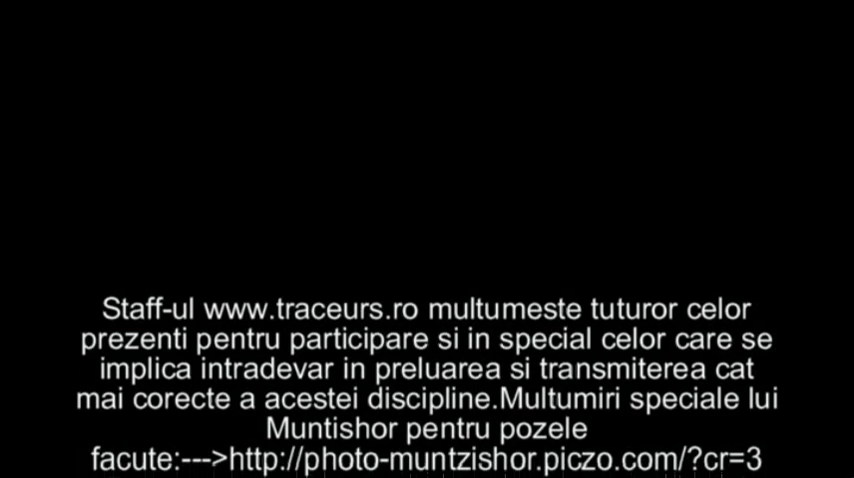 Staff-ul www.traceurs.ro multumeste tuturor celor
prezenti pentru participare si in special celor care se
implica intradevar in preluarea si transmiterea cat
mai corecte a acestei discipline.Multumiri speciale lui
Muntishor pentru pozele
facute:--->http://photo-muntzishor.piczo.com/?cr=3